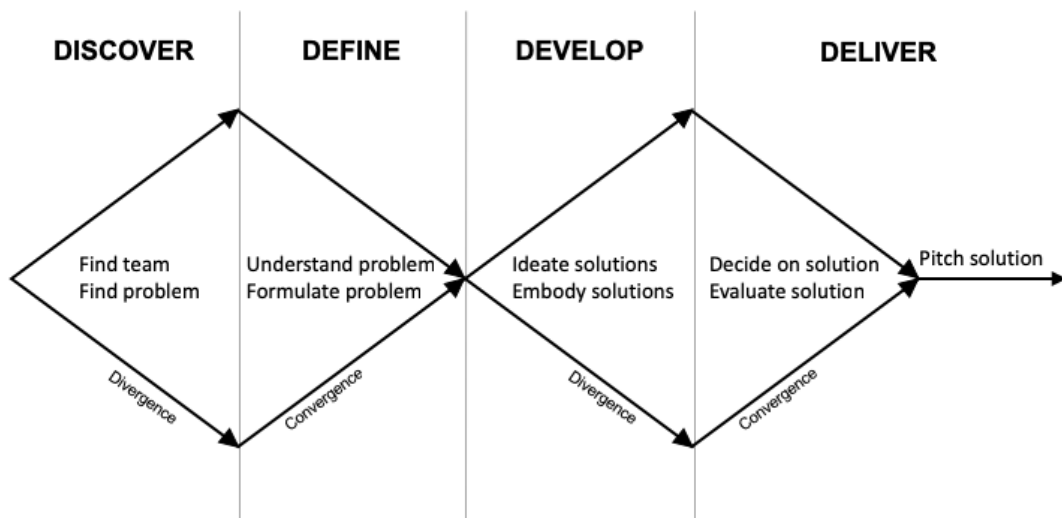 DISCOVER
DEFINE
DEVELOP
DELIVER
Find team
Find problem
Understand problem
Formulate problem
Ideate solutions
Embody solutions
Decide on solution
Evaluate solution
Pitch solution
Divergence
Convergence
Divergence
Convergence